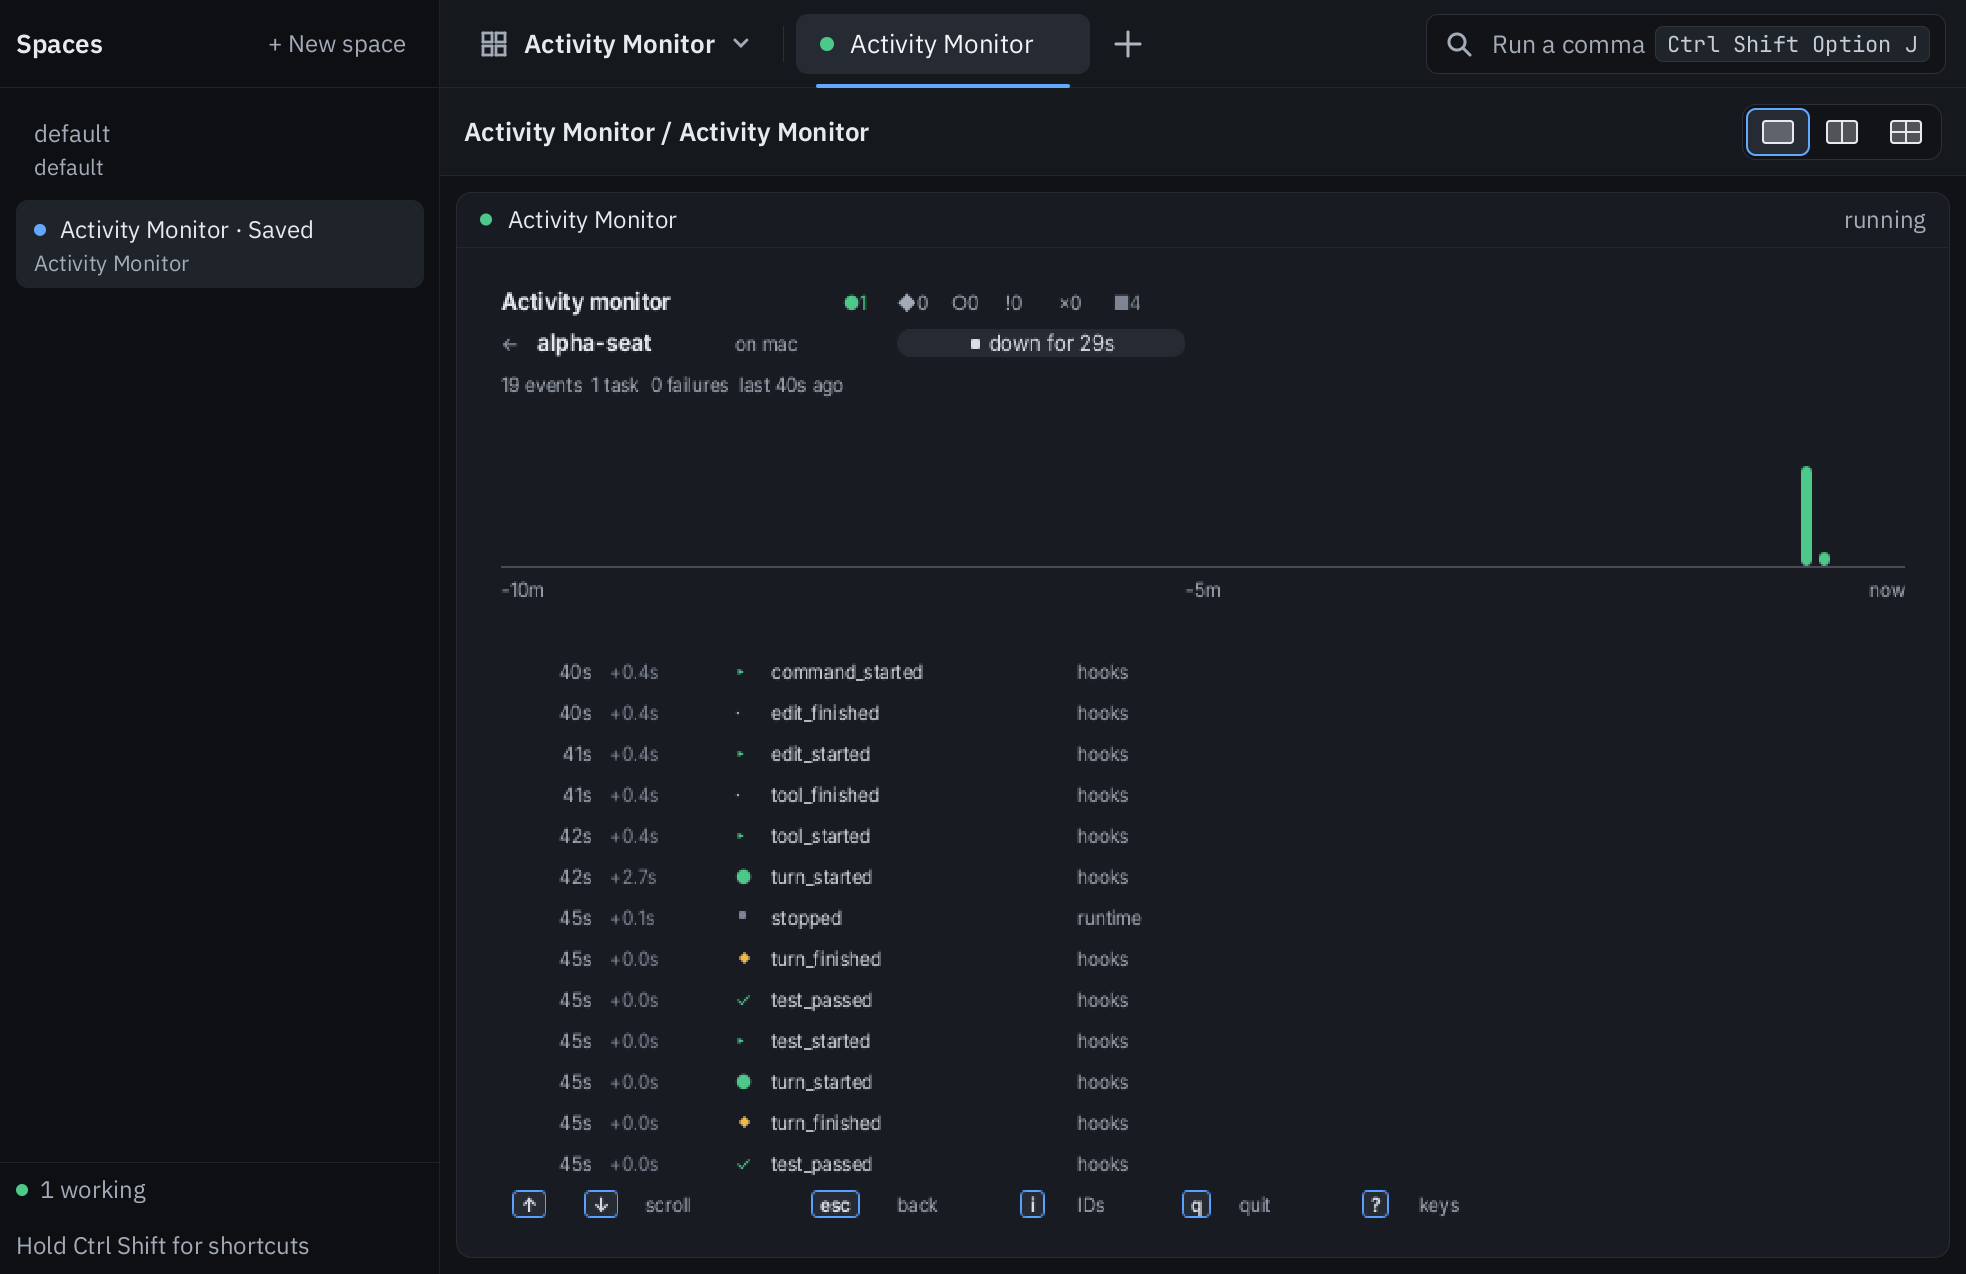 Spaces
+ New space
default
default
Activity Monitor · Saved
Activity Monitor
1 working
Hold Ctrl Shift for shortcuts
Activity Monitor
Activity Monitor
Run a comma
Ctrl Shift Option J
Activity Monitor / Activity Monitor
Activity Monitor
running
Activity monitor
1 0 0 !0 ×0 4
← alpha-seat on mac down for 29s
19 events 1 task 0 failures last 40s ago
-10m -5m now
40s +0.4s command_started hooks
40s +0.4s edit_finished hooks
41s +0.4s edit_started hooks
41s +0.4s tool_finished hooks
42s +0.4s tool_started hooks
42s +2.7s turn_started hooks
45s +0.1s stopped runtime
45s +0.0s turn_finished hooks
45s +0.0s ✓ test_passed hooks
45s +0.0s test_started hooks
45s +0.0s turn_started hooks
45s +0.0s turn_finished hooks
45s +0.0s ✓ test_passed hooks
↑ ↓ scroll esc back i IDs q quit ? keys